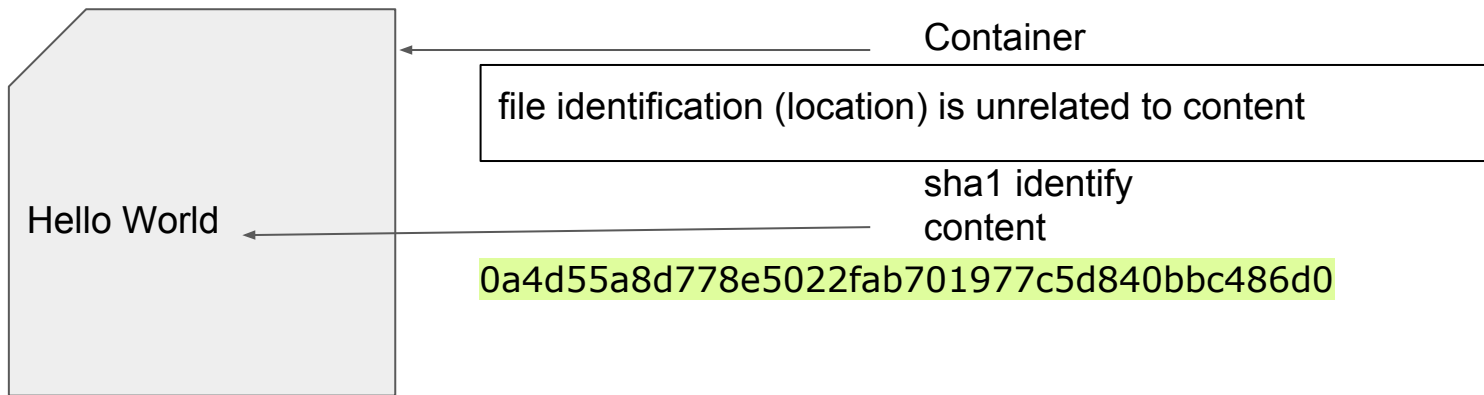 Container
file identification (location) is unrelated to content
Hello World
sha1 identify
content
0a4d55a8d778e5022fab701977c5d840bbc486d0